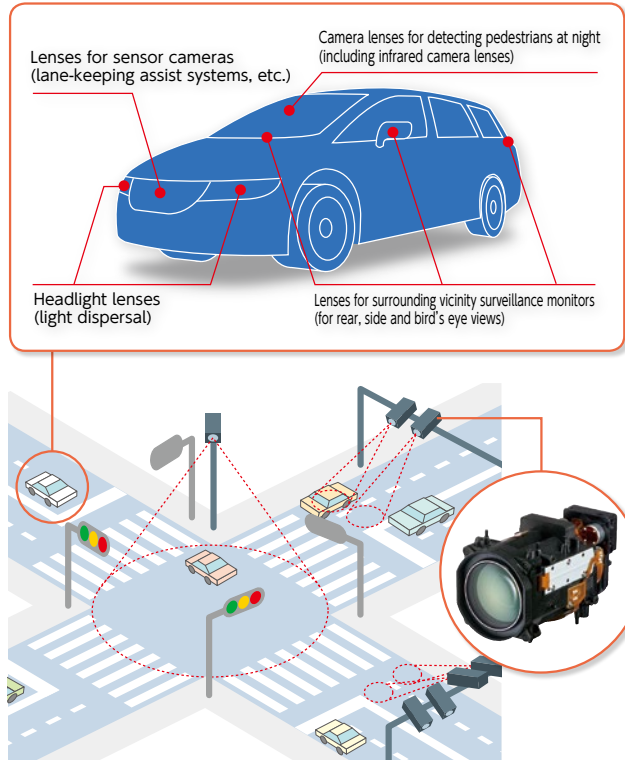 Camera lenses for detecting pedestrians at night
(including infrared camera lenses)
Lenses for sensor cameras
(lane-keeping assist systems, etc.)
Headlight lenses
(light dispersal)
Lenses for surrounding vicinity surveillance monitors
(for rear, side and bird's eye views)